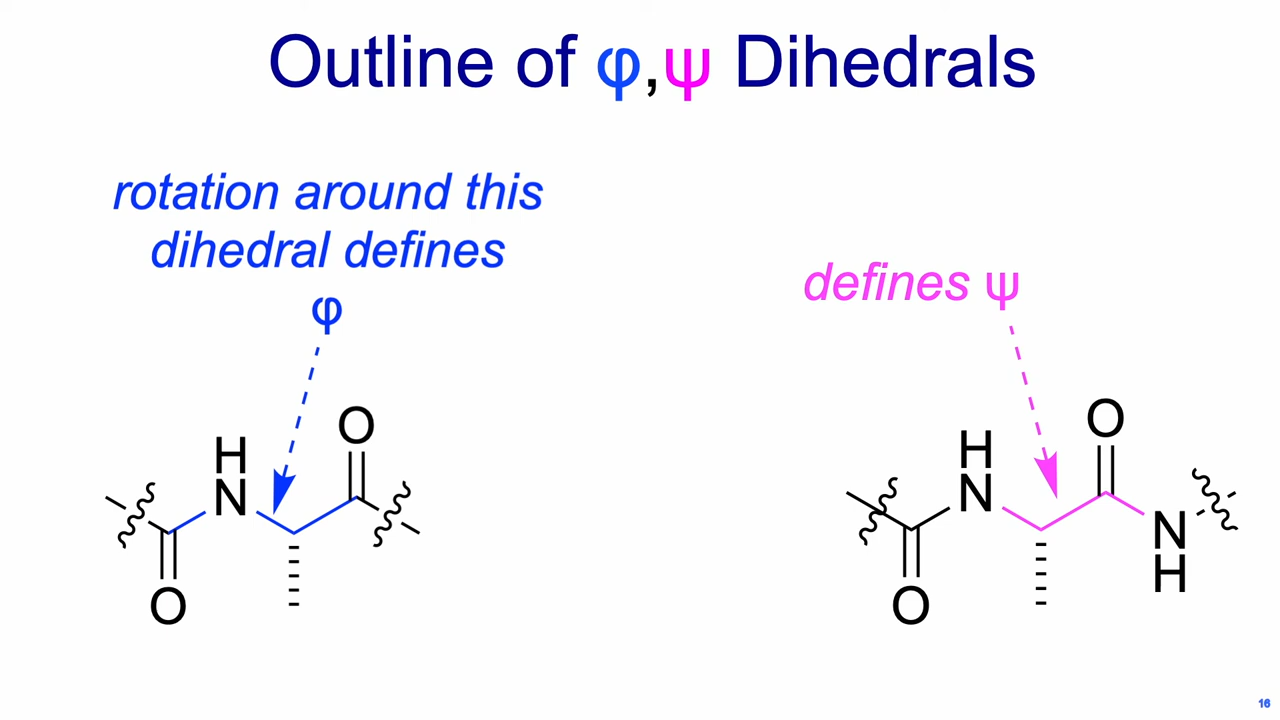 Outline of φ,ψ Dihedrals
rotation around this
dihedral defines
φ
defines ψ
O
H
N
O
O
H
N
O
N
H
16